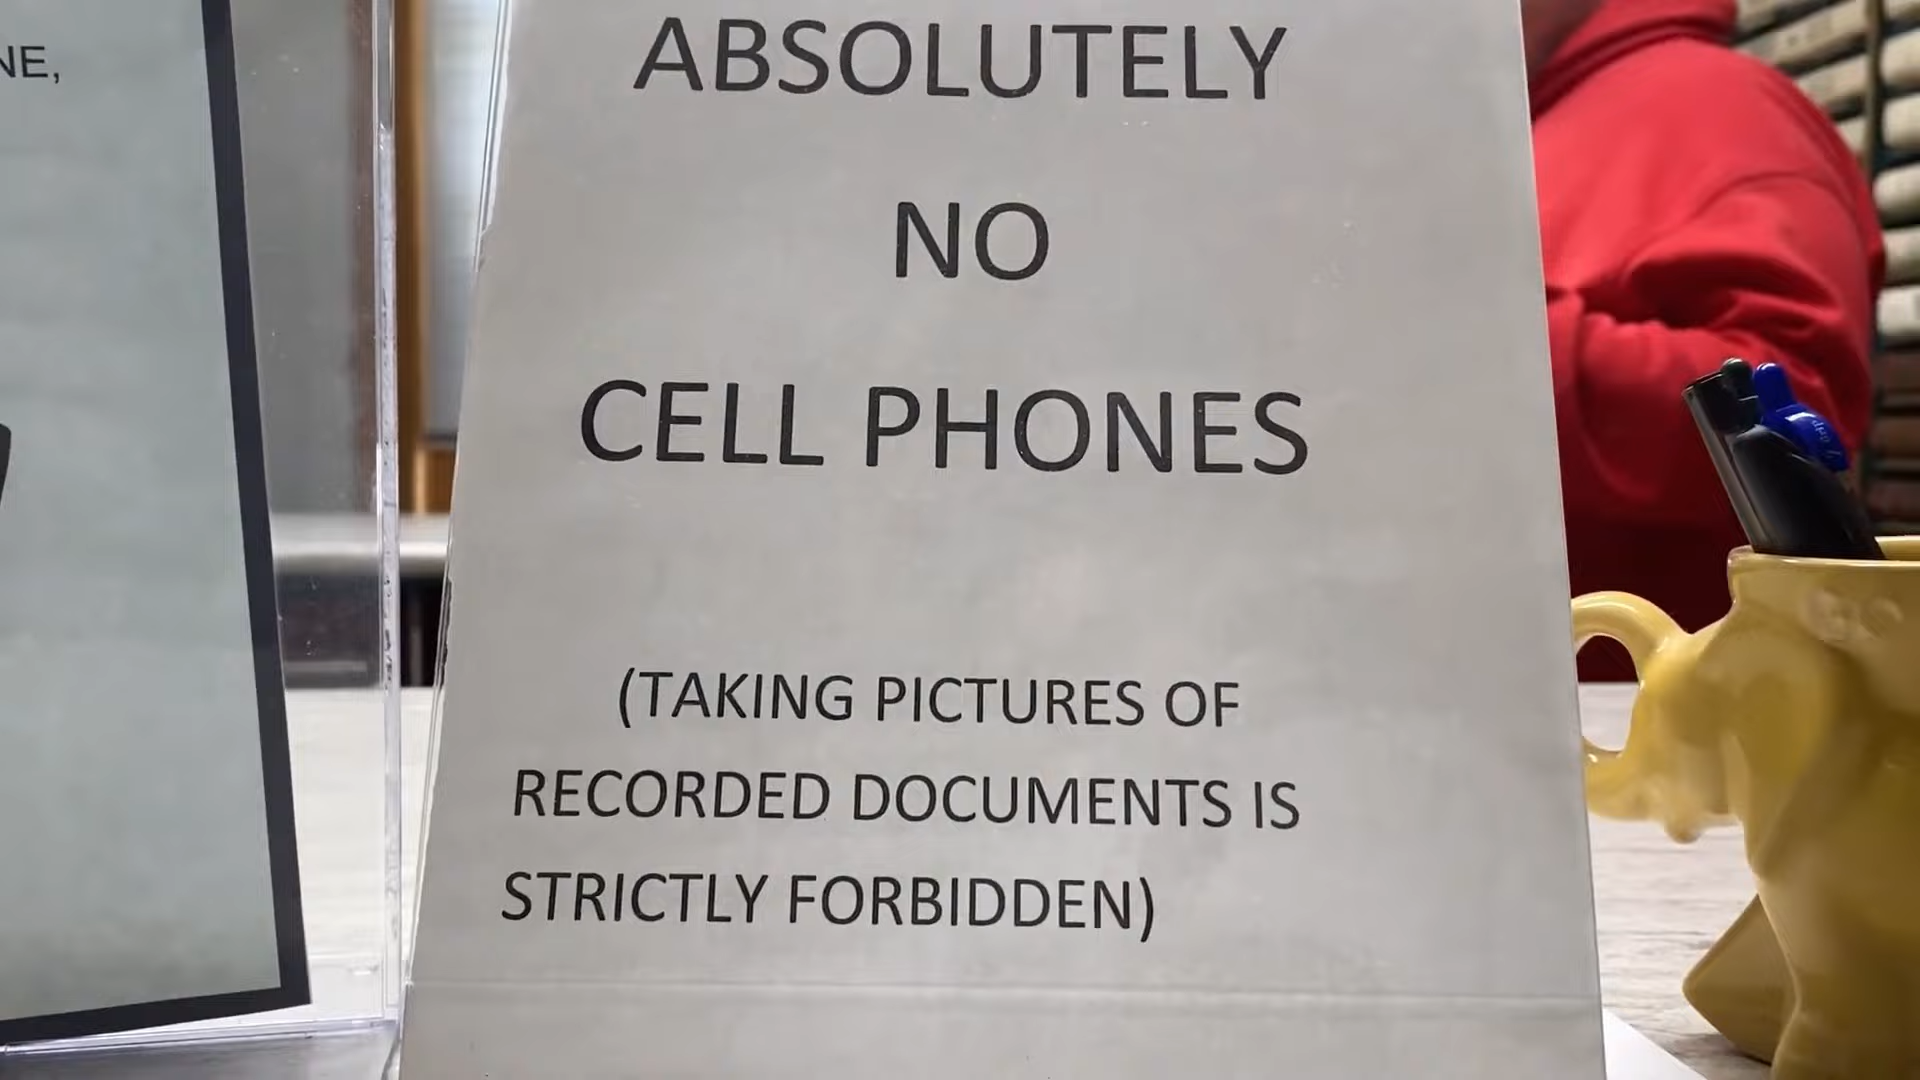 NE,
ABSOLUTELY
NO
CELL PHONES
(TAKING PICTURES OF
RECORDED DOCUMENTS IS
STRICTLY FORBIDDEN)